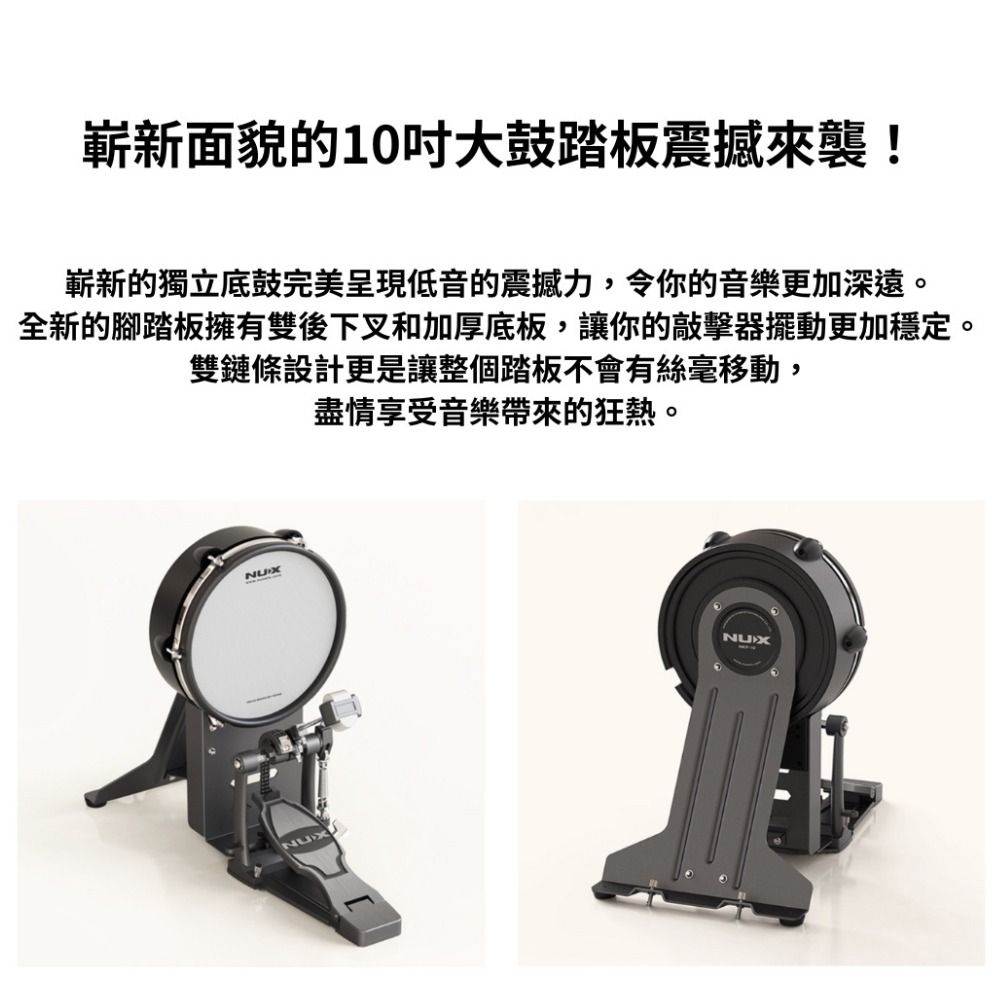 嶄新面貌的10吋大鼓踏板震撼來襲！
嶄新的獨立底鼓完美呈現低音的震撼力，令你的音樂更加深遠。
全新的腳踏板擁有雙後下叉和加厚底板，讓你的敲擊器擺動更加穩定。
雙鏈條設計更是讓整個踏板不會有絲毫移動，
盡情享受音樂帶來的狂熱。
NUX
NUX
NUX